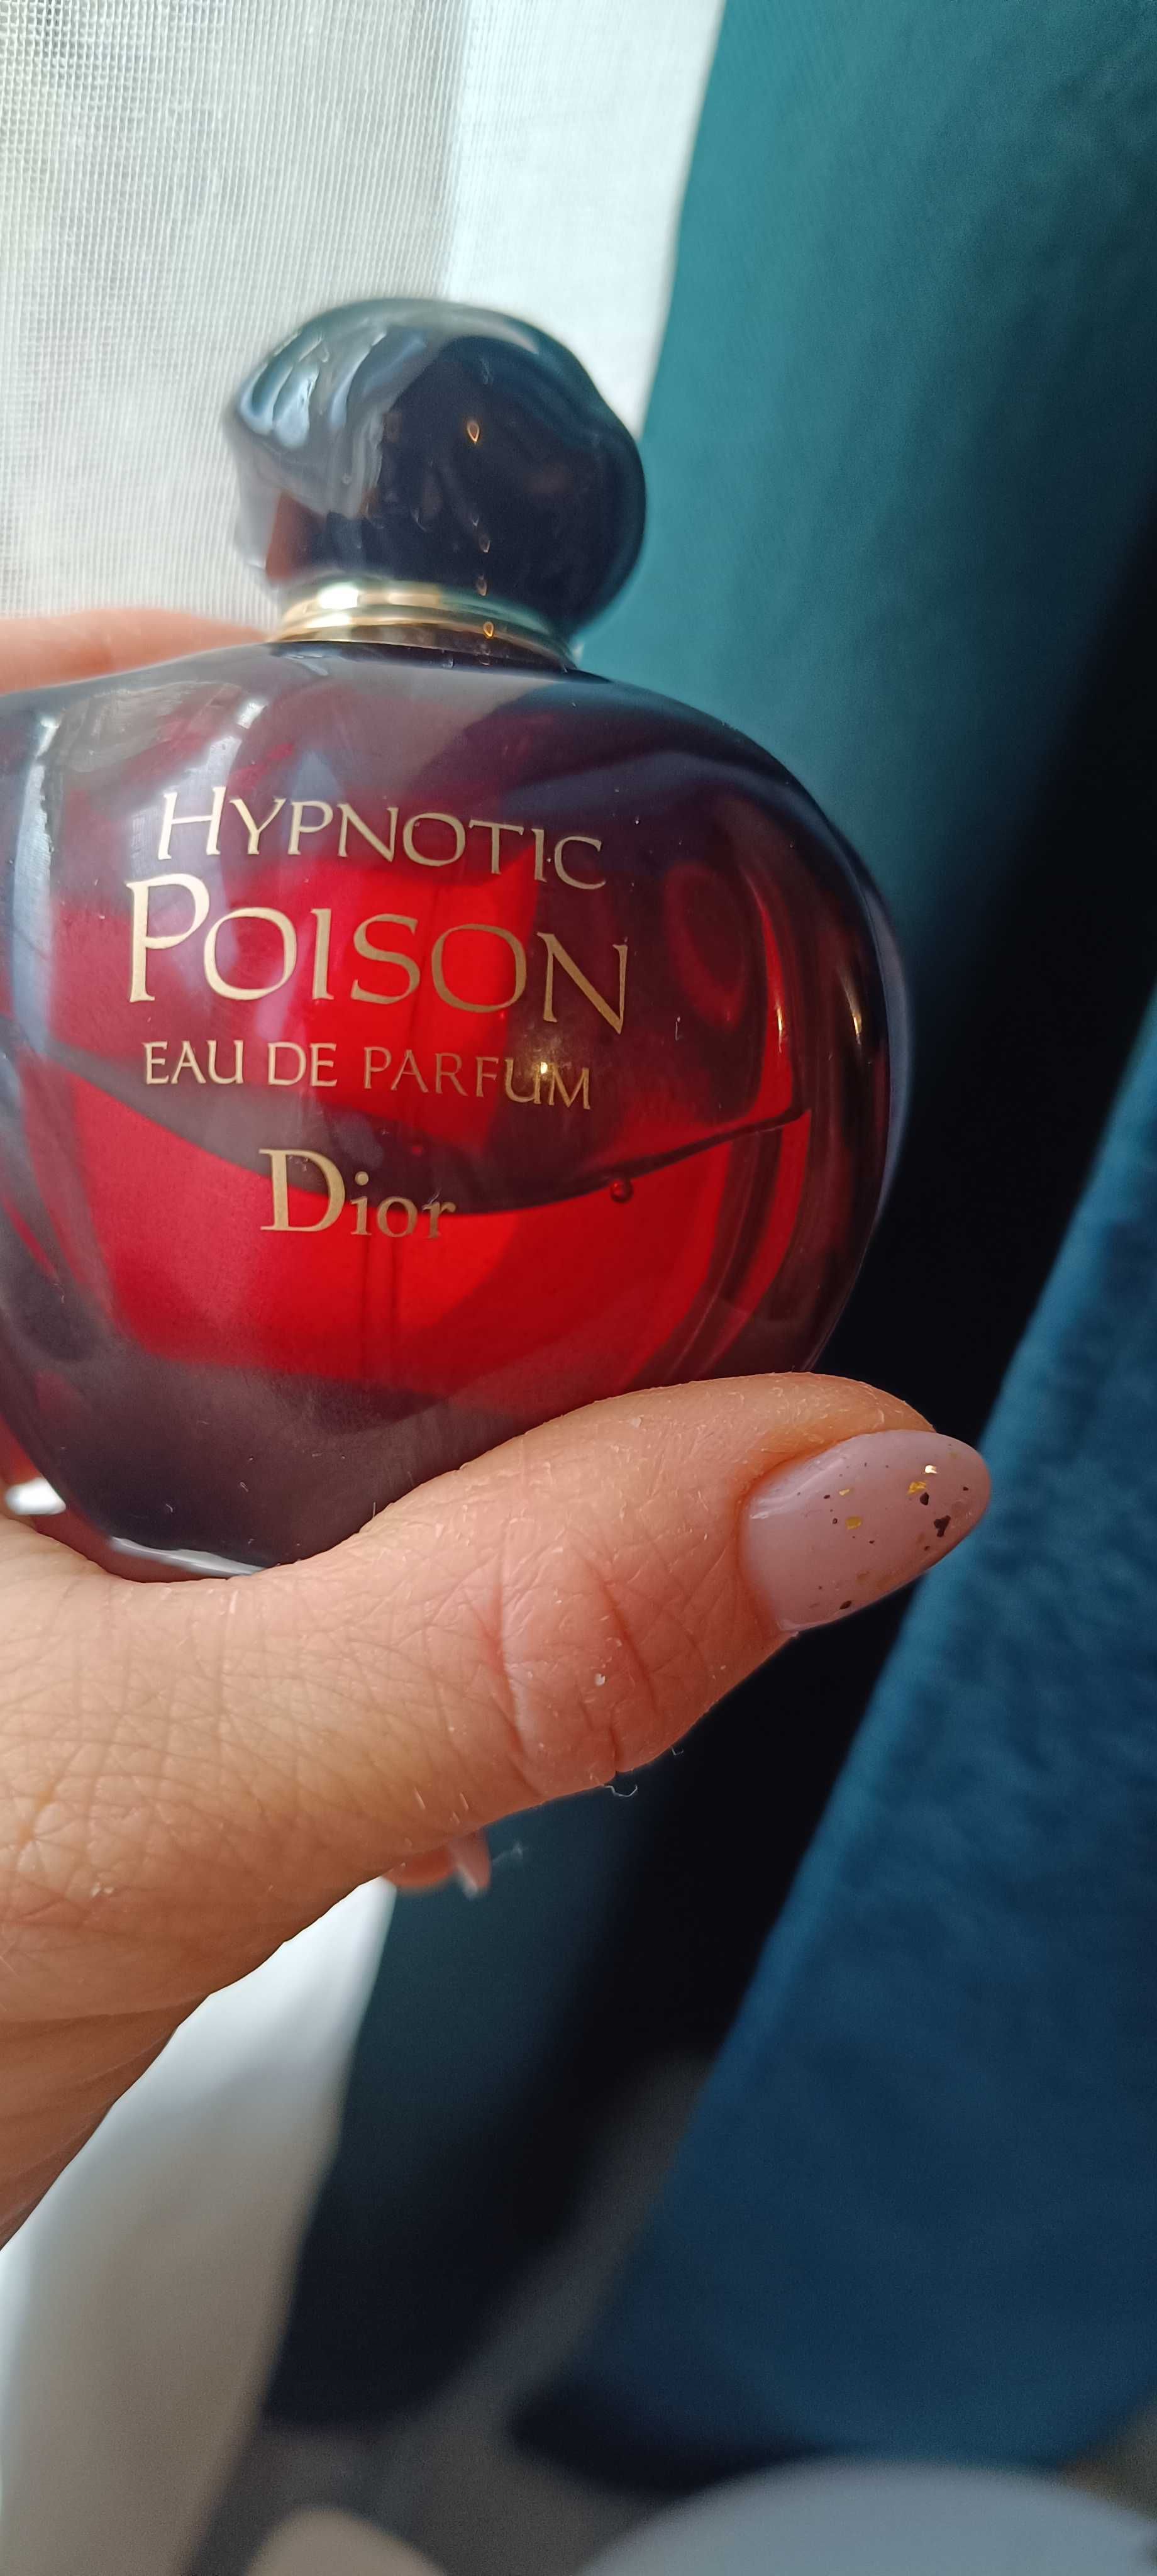 HYPNOTIC
POISON
EAU DE PARFUM
Dior